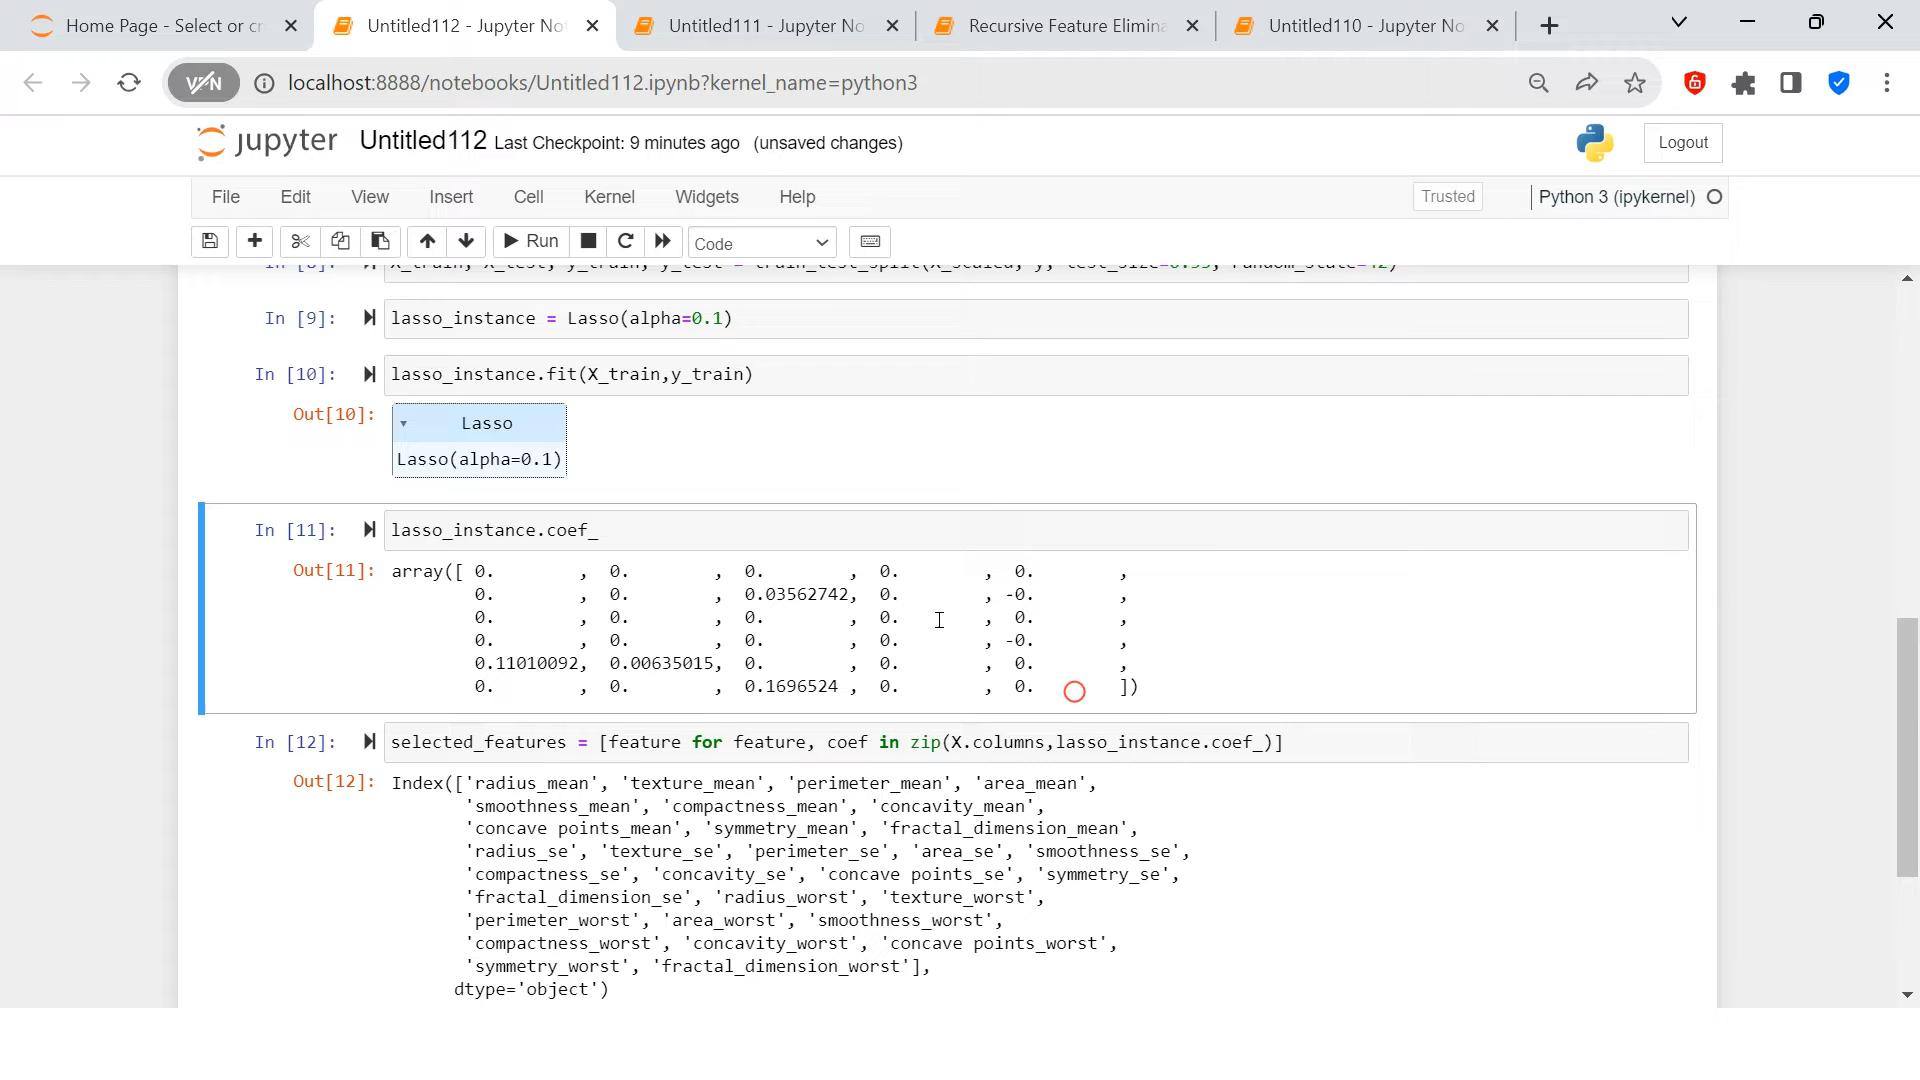 Home Page - Select or cr
Untitled112 - Jupyter Not
Untitled111 - Jupyter No
Recursive Feature Elimina
Untitled110 - Jupyter No
VPN
localhost:8888/notebooks/Untitled112.ipynb?kernel_name=python3
jupyter Untitled112 Last Checkpoint: 9 minutes ago (unsaved changes)
Logout
File Edit View Insert Cell Kernel Widgets Help
Trusted
Python 3 (ipykernel)
Run
Code
In [9]: lasso_instance = Lasso(alpha=0.1)
In [10]: lasso_instance.fit(X_train,y_train)
Out[10]: Lasso
Lasso(alpha=0.1)
In [11]: lasso_instance.coef_
Out[11]: array([ 0.        ,  0.        ,  0.        ,  0.        ,  0.        ,
0.        ,  0.        ,  0.03562742,  0.        , -0.        ,
0.        ,  0.        ,  0.        ,  0.        ,  0.        ,
0.        ,  0.        ,  0.        ,  0.        , -0.        ,
0.11010092,  0.00635015,  0.        ,  0.        ,  0.        ,
0.        ,  0.        ,  0.1696524 ,  0.        ,  0.        ])
In [12]: selected_features = [feature for feature, coef in zip(X.columns,lasso_instance.coef_)]
Out[12]: Index(['radius_mean', 'texture_mean', 'perimeter_mean', 'area_mean',
'smoothness_mean', 'compactness_mean', 'concavity_mean',
'concave points_mean', 'symmetry_mean', 'fractal_dimension_mean',
'radius_se', 'texture_se', 'perimeter_se', 'area_se', 'smoothness_se',
'compactness_se', 'concavity_se', 'concave points_se', 'symmetry_se',
'fractal_dimension_se', 'radius_worst', 'texture_worst',
'perimeter_worst', 'area_worst', 'smoothness_worst',
'compactness_worst', 'concavity_worst', 'concave points_worst',
'symmetry_worst', 'fractal_dimension_worst'],
dtype='object')